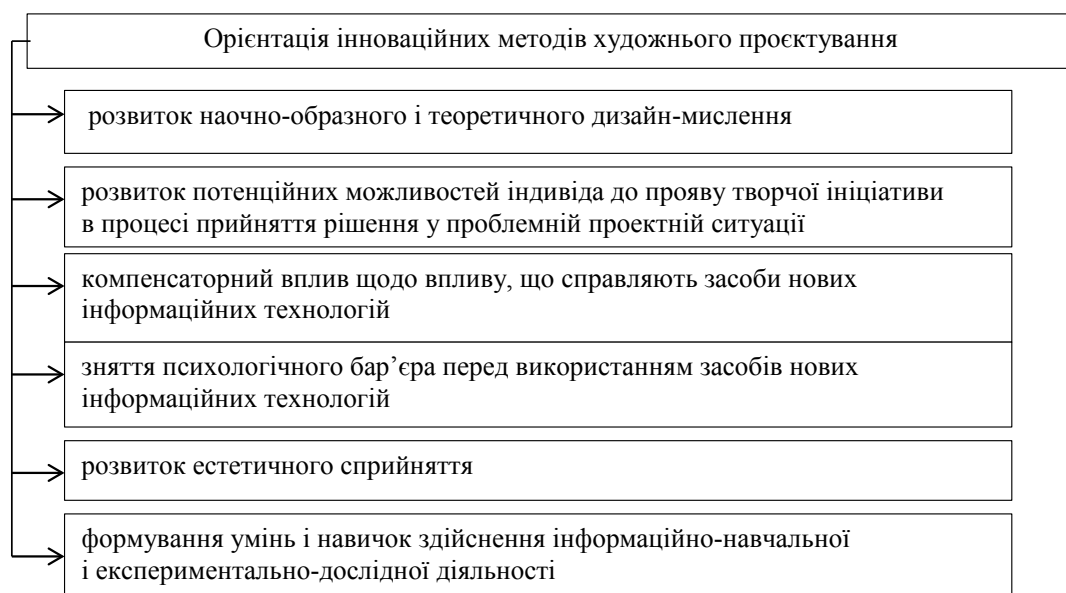 Орієнтація інноваційних методів художнього проєктування
розвиток наочно-образного і теоретичного дизайн-мислення
розвиток потенційних можливостей індивіда до прояву творчої ініціативи
в процесі прийняття рішення у проблемній проектній ситуації
компенсаторний вплив щодо впливу, що справляють засоби нових
інформаційних технологій
зняття психологічного бар’єра перед використанням засобів нових
інформаційних технологій
розвиток естетичного сприйняття
формування умінь і навичок здійснення інформаційно-навчальної
і експериментально-дослідної діяльності